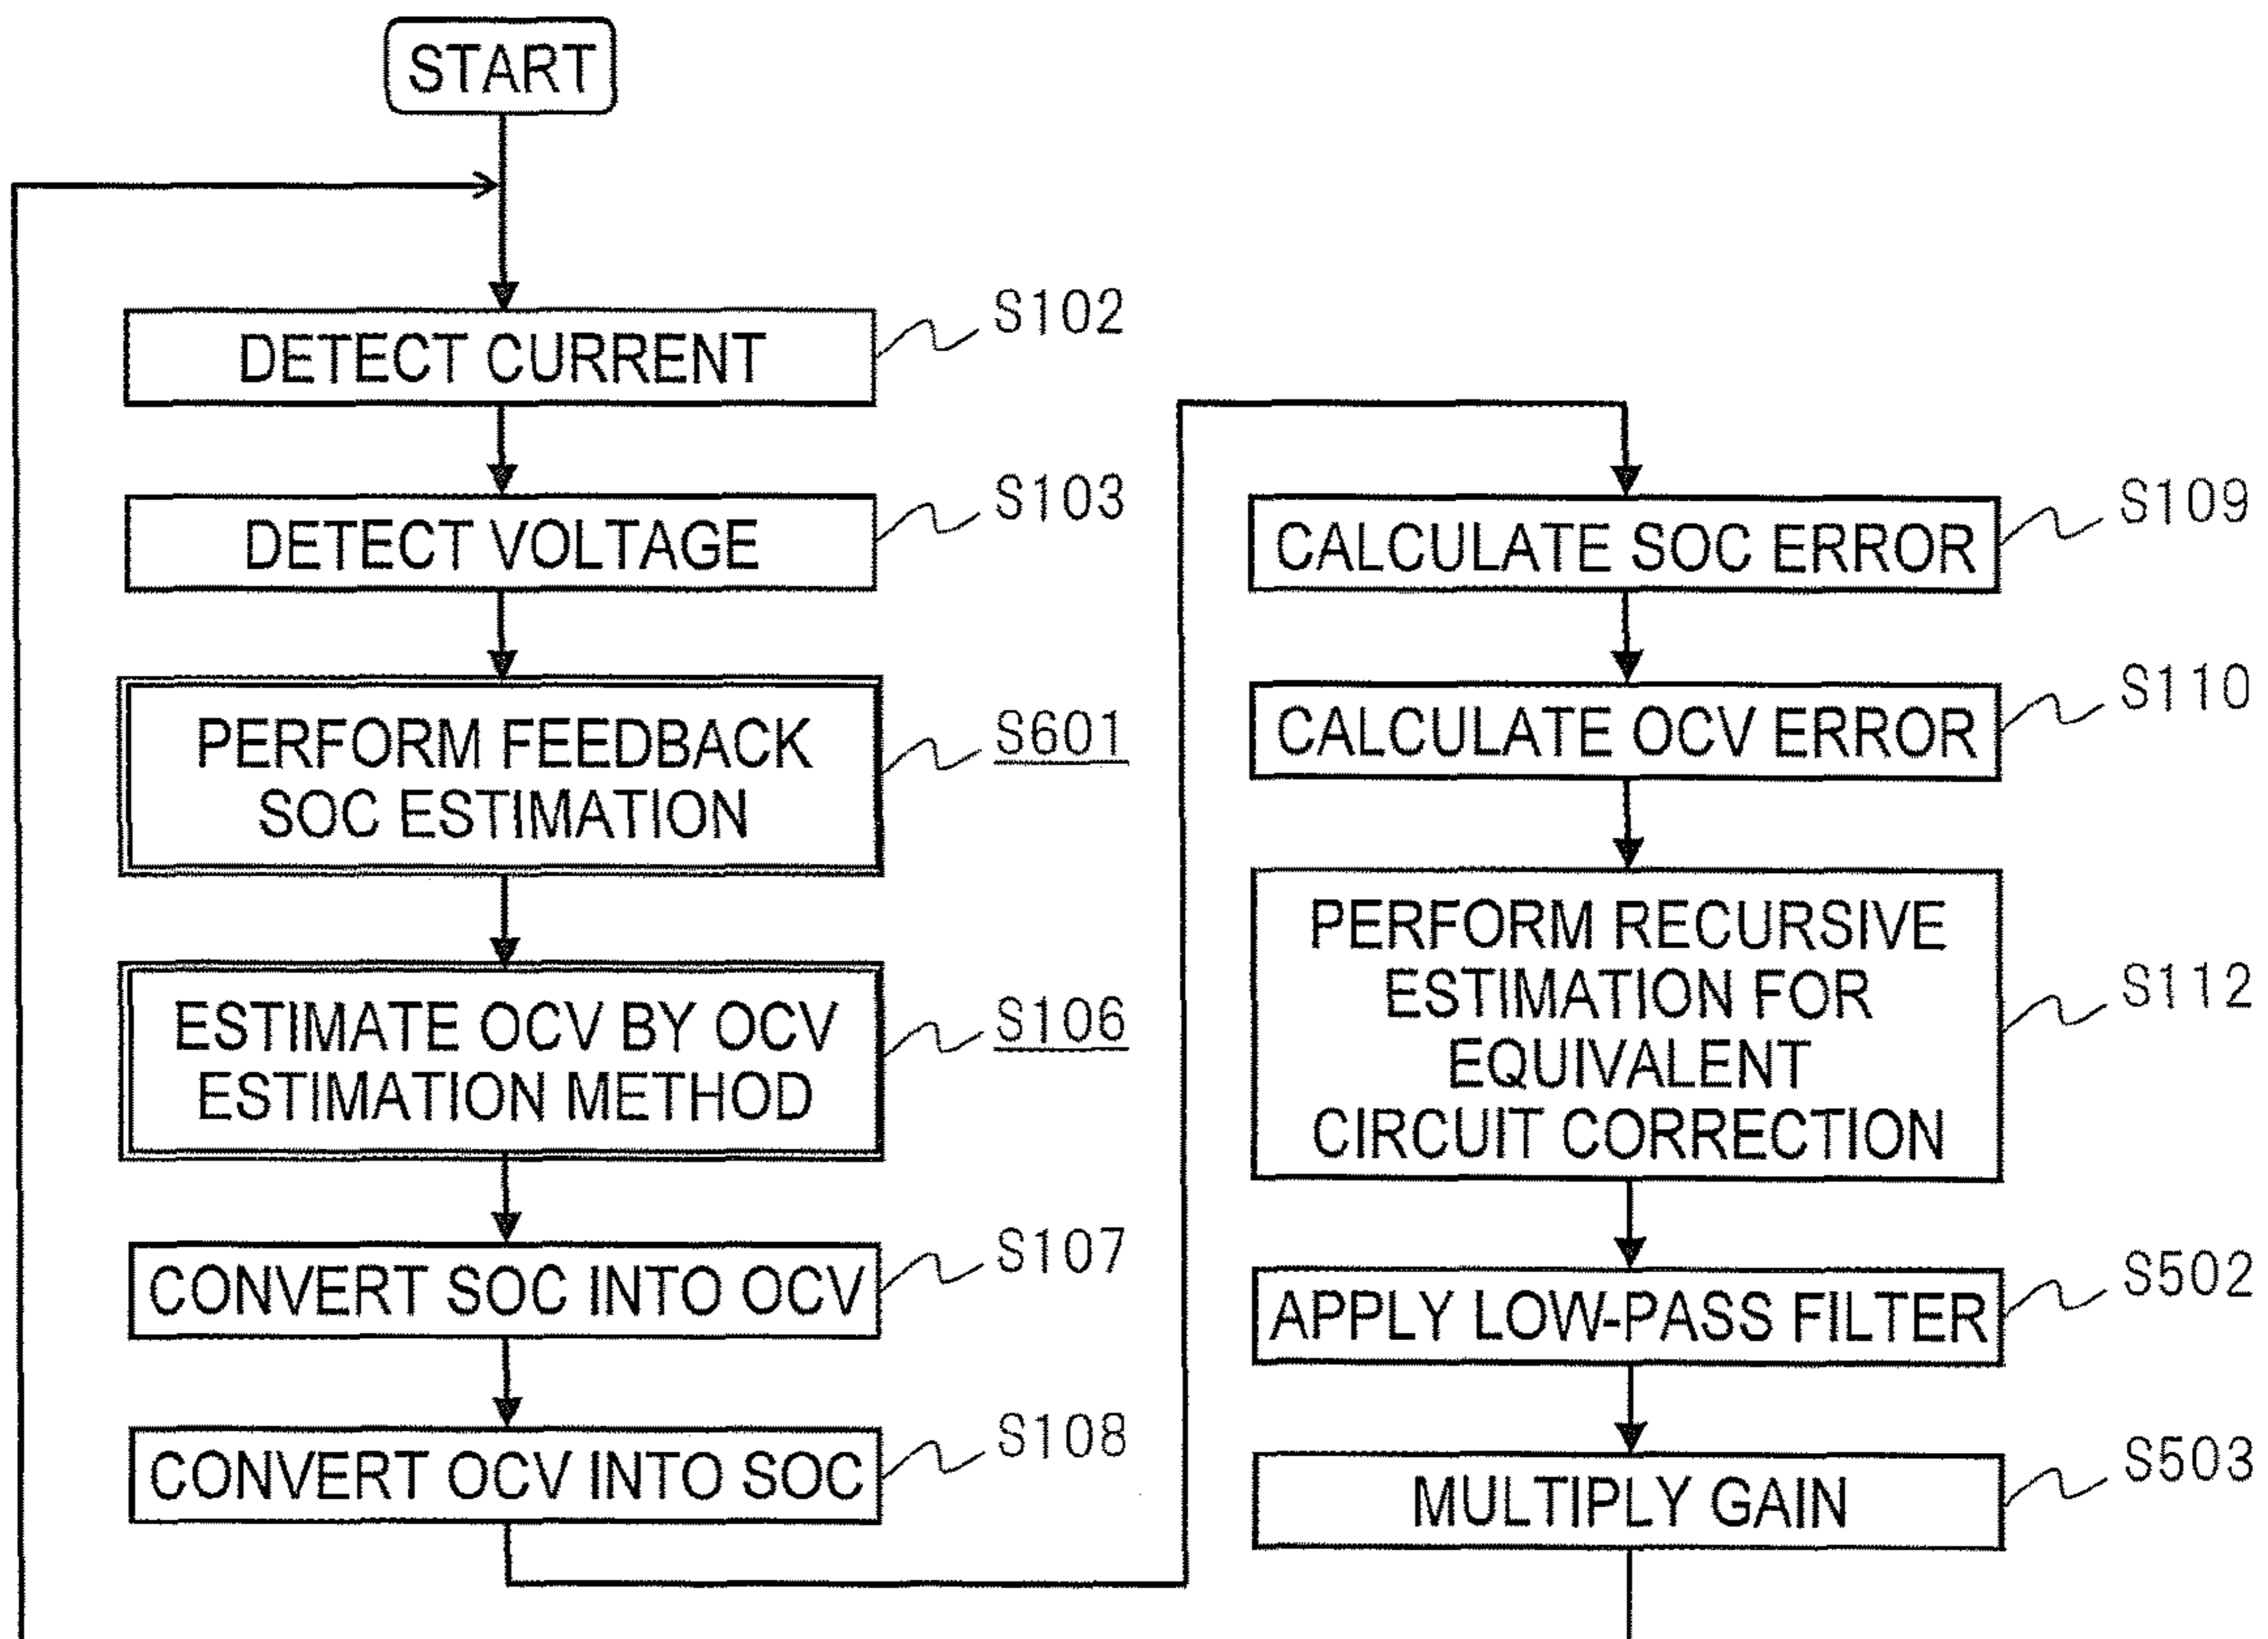 START
DETECT CURRENT
S102
DETECT VOLTAGE
S103
PERFORM FEEDBACK
SOC ESTIMATION
S601
ESTIMATE OCV BY OCV
ESTIMATION METHOD
S106
CONVERT SOC INTO OCV
S107
CONVERT OCV INTO SOC
S108
CALCULATE SOC ERROR
S109
CALCULATE OCV ERROR
S110
PERFORM RECURSIVE
ESTIMATION FOR
EQUIVALENT
CIRCUIT CORRECTION
S112
APPLY LOW-PASS FILTER
S502
MULTIPLY GAIN
S503